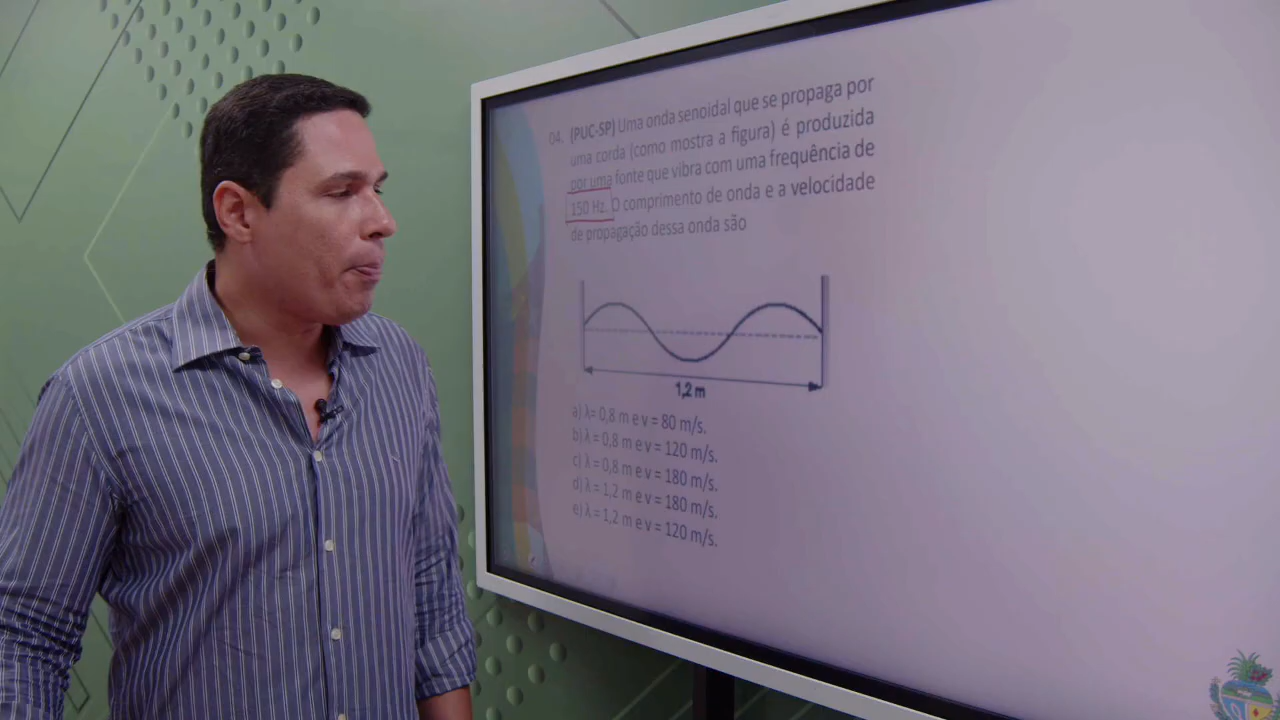 04. (PUC-SP) Uma onda senoidal que se propaga por
uma corda (como mostra a figura) é produzida
por uma fonte que vibra com uma frequência de
150 Hz. O comprimento de onda e a velocidade
de propagação dessa onda são
1,2 m
a) λ= 0,8 m e v = 80 m/s.
b) λ = 0,8 m e v = 120 m/s.
c) λ = 0,8 m e v = 180 m/s.
d) λ = 1,2 m e v = 180 m/s.
e) λ = 1,2 m e v = 120 m/s.